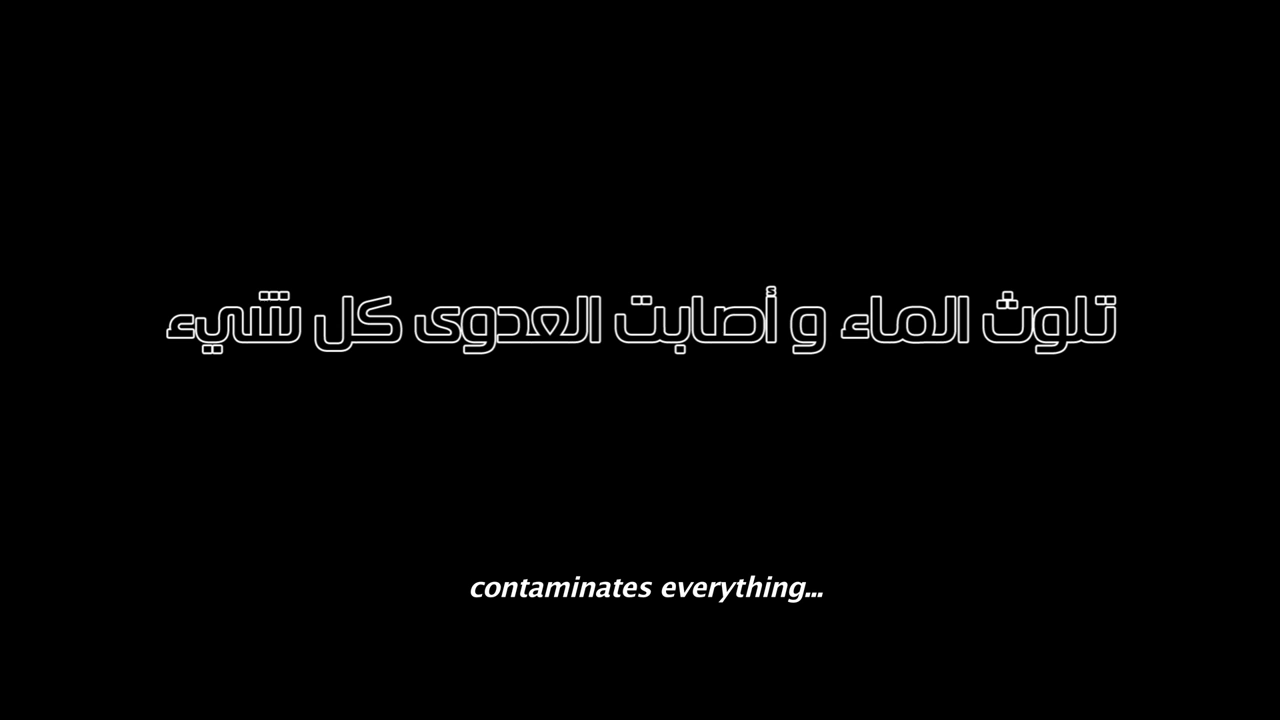 تلوث الماء و أصابت العدوى كل شيء
contaminates everything...